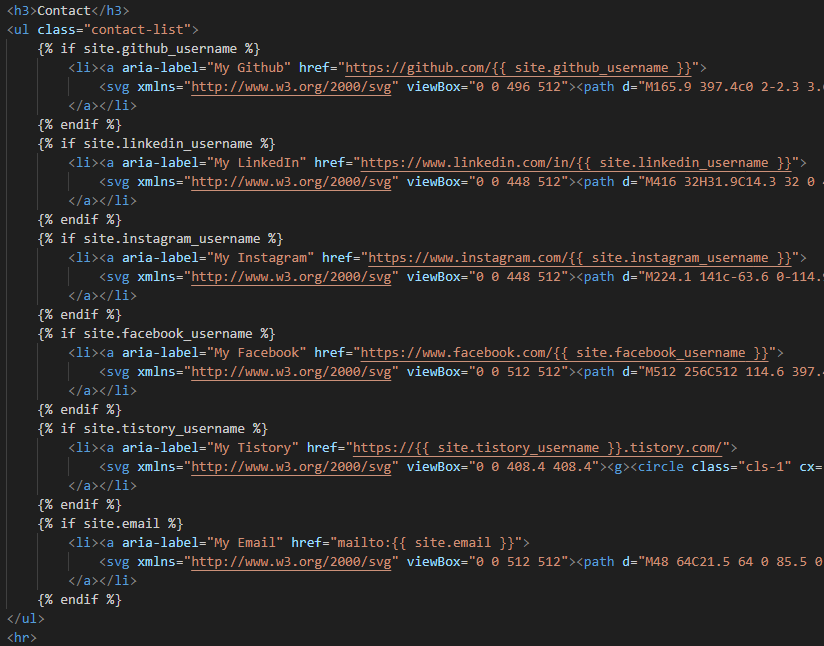 <h3>Contact</h3>
<ul class="contact-list">
{% if site.github_username %}
<li><a aria-label="My Github" href="https://github.com/{{ site.github_username }}">
<svg xmlns="http://www.w3.org/2000/svg" viewBox="0 0 496 512"><path d="M165.9 397.4c0 2-2.3 3.
</a></li>
{% endif %}
{% if site.linkedin_username %}
<li><a aria-label="My LinkedIn" href="https://www.linkedin.com/in/{{ site.linkedin_username }}">
<svg xmlns="http://www.w3.org/2000/svg" viewBox="0 0 448 512"><path d="M416 32H31.9C14.3 32 0
</a></li>
{% endif %}
{% if site.instagram_username %}
<li><a aria-label="My Instagram" href="https://www.instagram.com/{{ site.instagram_username }}">
<svg xmlns="http://www.w3.org/2000/svg" viewBox="0 0 448 512"><path d="M224.1 141c-63.6 0-114.
</a></li>
{% endif %}
{% if site.facebook_username %}
<li><a aria-label="My Facebook" href="https://www.facebook.com/{{ site.facebook_username }}">
<svg xmlns="http://www.w3.org/2000/svg" viewBox="0 0 512 512"><path d="M512 256C512 114.6 397.
</a></li>
{% endif %}
{% if site.tistory_username %}
<li><a aria-label="My Tistory" href="https://{{ site.tistory_username }}.tistory.com/">
<svg xmlns="http://www.w3.org/2000/svg" viewBox="0 0 408.4 408.4"><g><circle class="cls-1" cx=
</a></li>
{% endif %}
{% if site.email %}
<li><a aria-label="My Email" href="mailto:{{ site.email }}">
<svg xmlns="http://www.w3.org/2000/svg" viewBox="0 0 512 512"><path d="M48 64C21.5 64 0 85.5 0
</a></li>
{% endif %}
</ul>
<hr>